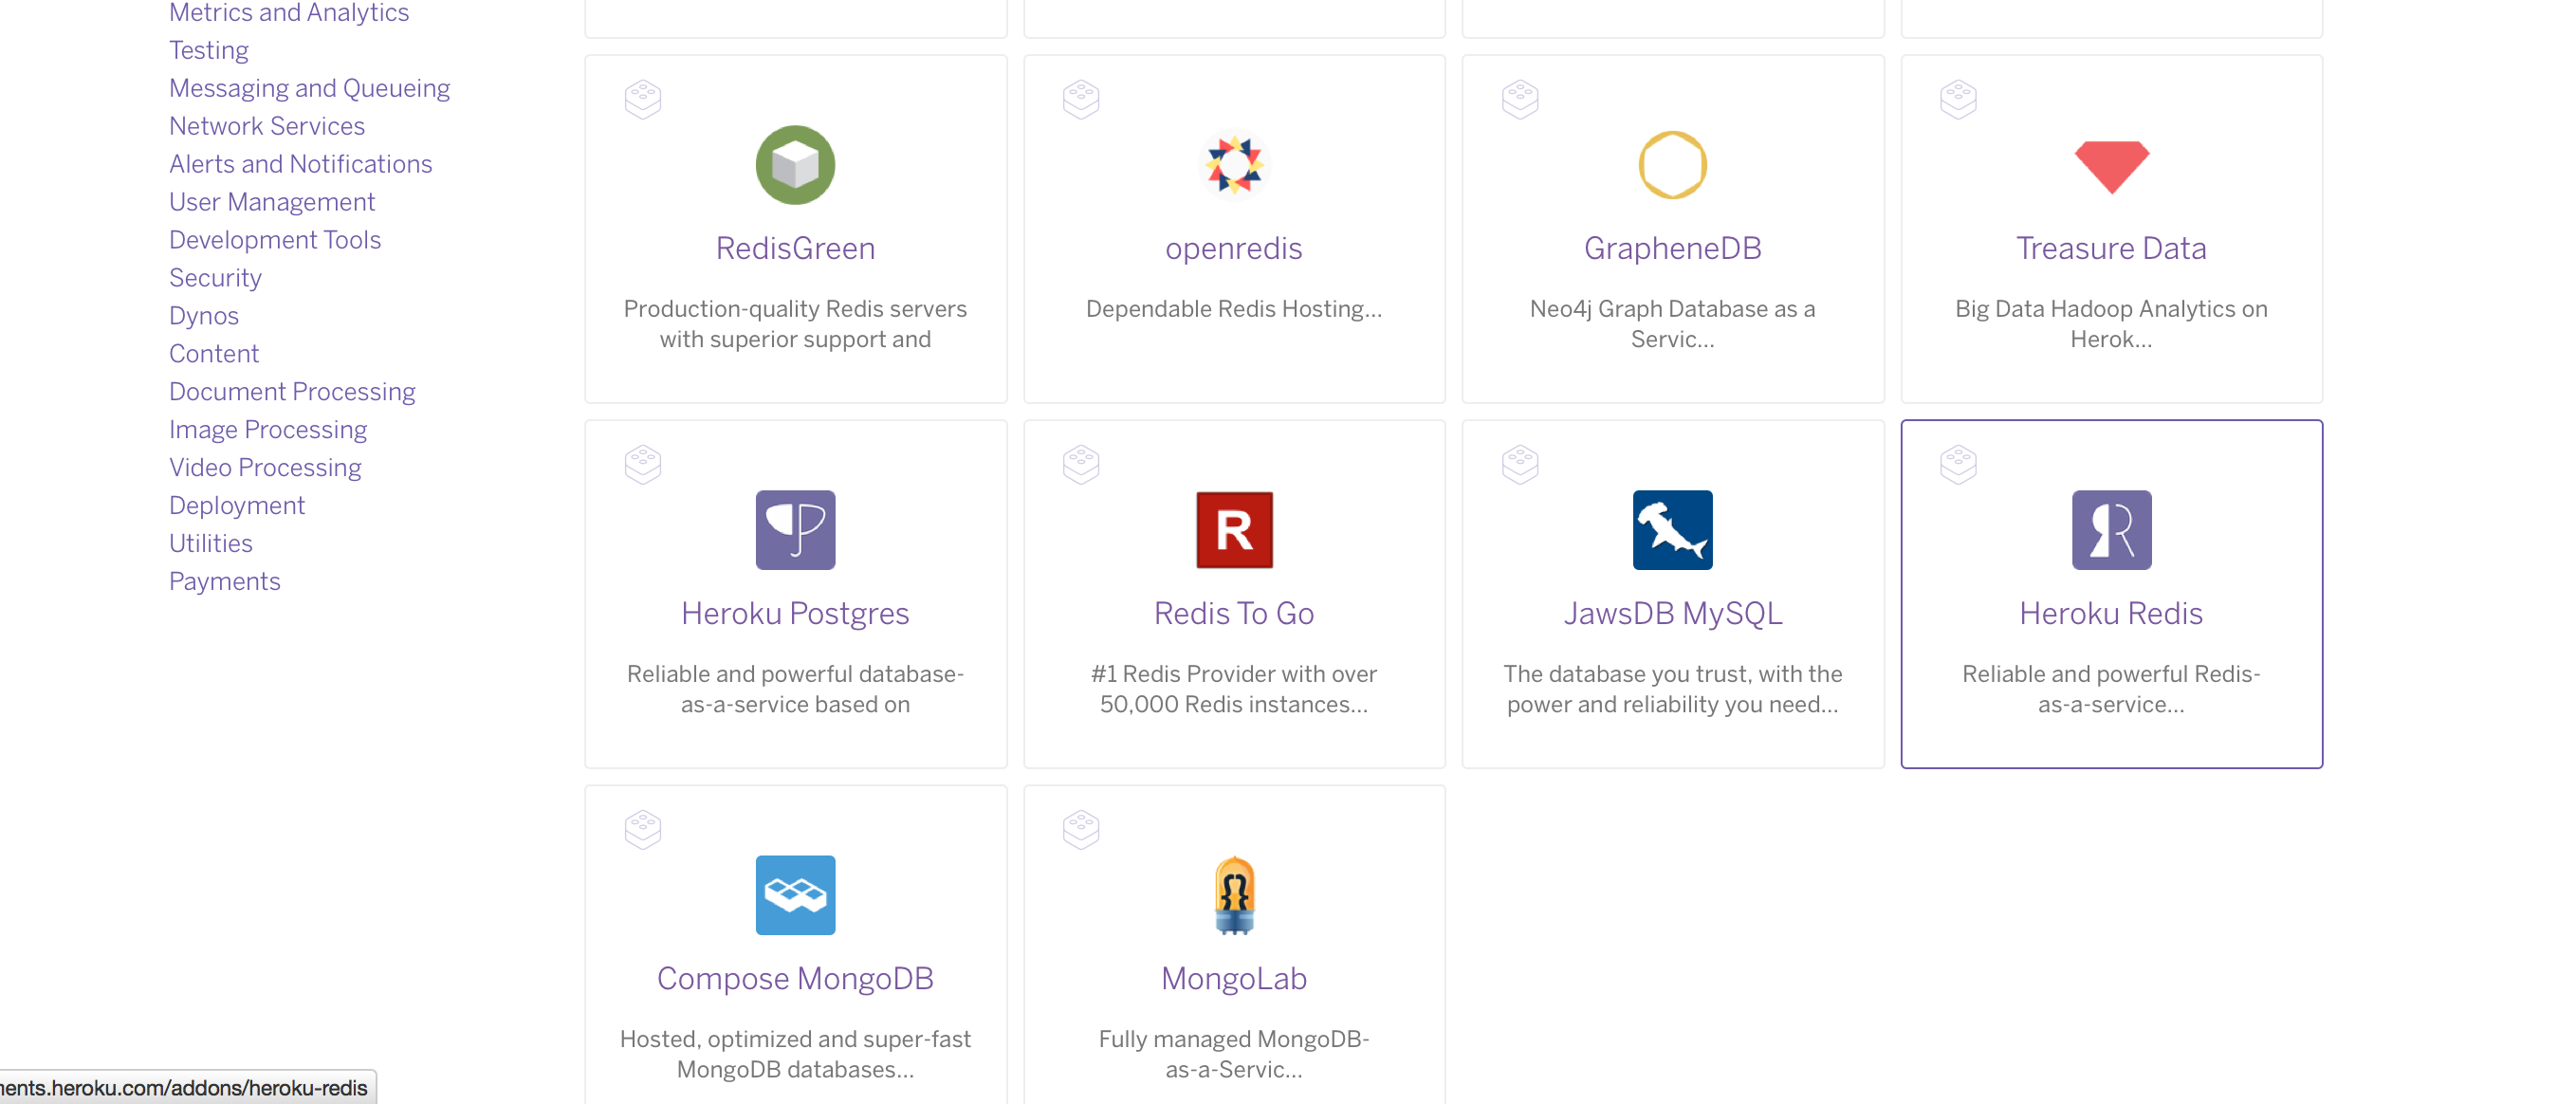 Metrics and Analytics
Testing
Messaging and Queueing
Network Services
Alerts and Notifications
User Management
Development Tools
Security
Dynos
Content
Document Processing
Image Processing
Video Processing
Deployment
Utilities
Payments
RedisGreen
Production-quality Redis servers
with superior support and
openredis
Dependable Redis Hosting...
GrapheneDB
Neo4j Graph Database as a
Servic...
Treasure Data
Big Data Hadoop Analytics on
Herok...
Heroku Postgres
Reliable and powerful database-
as-a-service based on
R
Redis To Go
#1 Redis Provider with over
50,000 Redis instances...
JawsDB MySQL
The database you trust, with the
power and reliability you need...
Heroku Redis
Reliable and powerful Redis-
as-a-service...
Compose MongoDB
Hosted, optimized and super-fast
MongoDB databases...
MongoLab
Fully managed MongoDB-
as-a-Servic...
ents.heroku.com/addons/heroku-redis